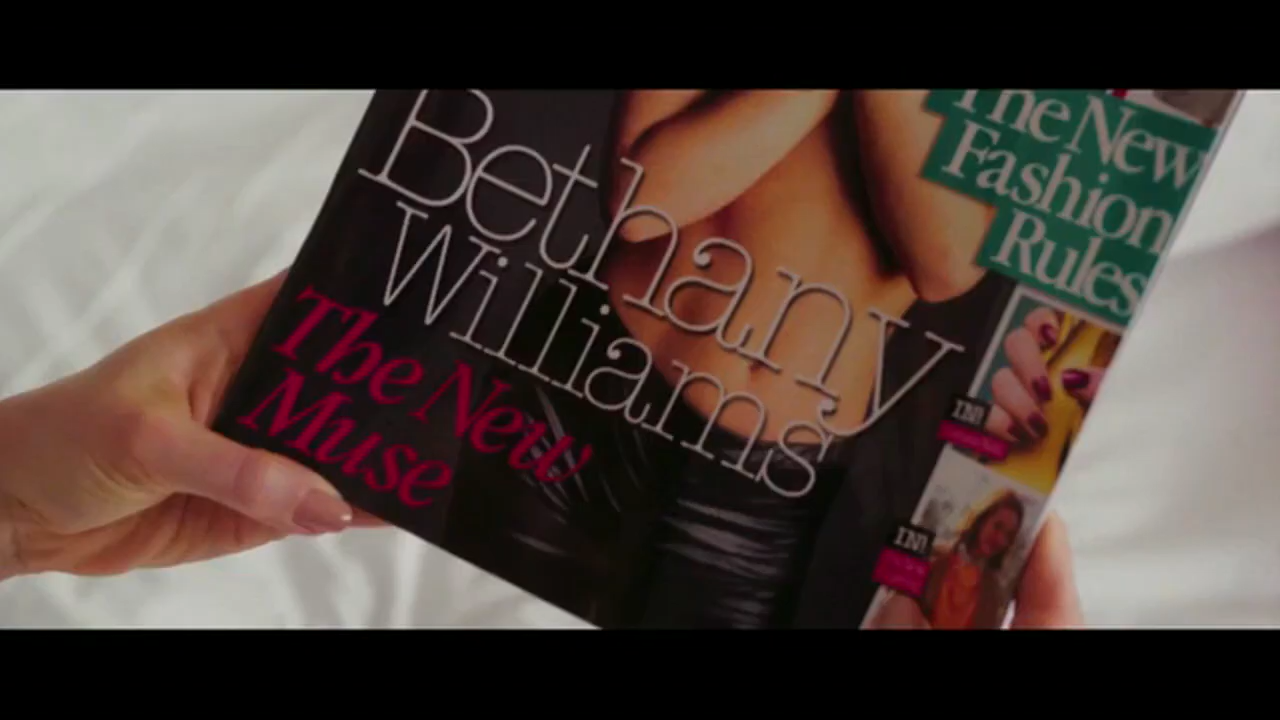 Bethany
Williams
The New
Muse
The New
Fashion
Rules